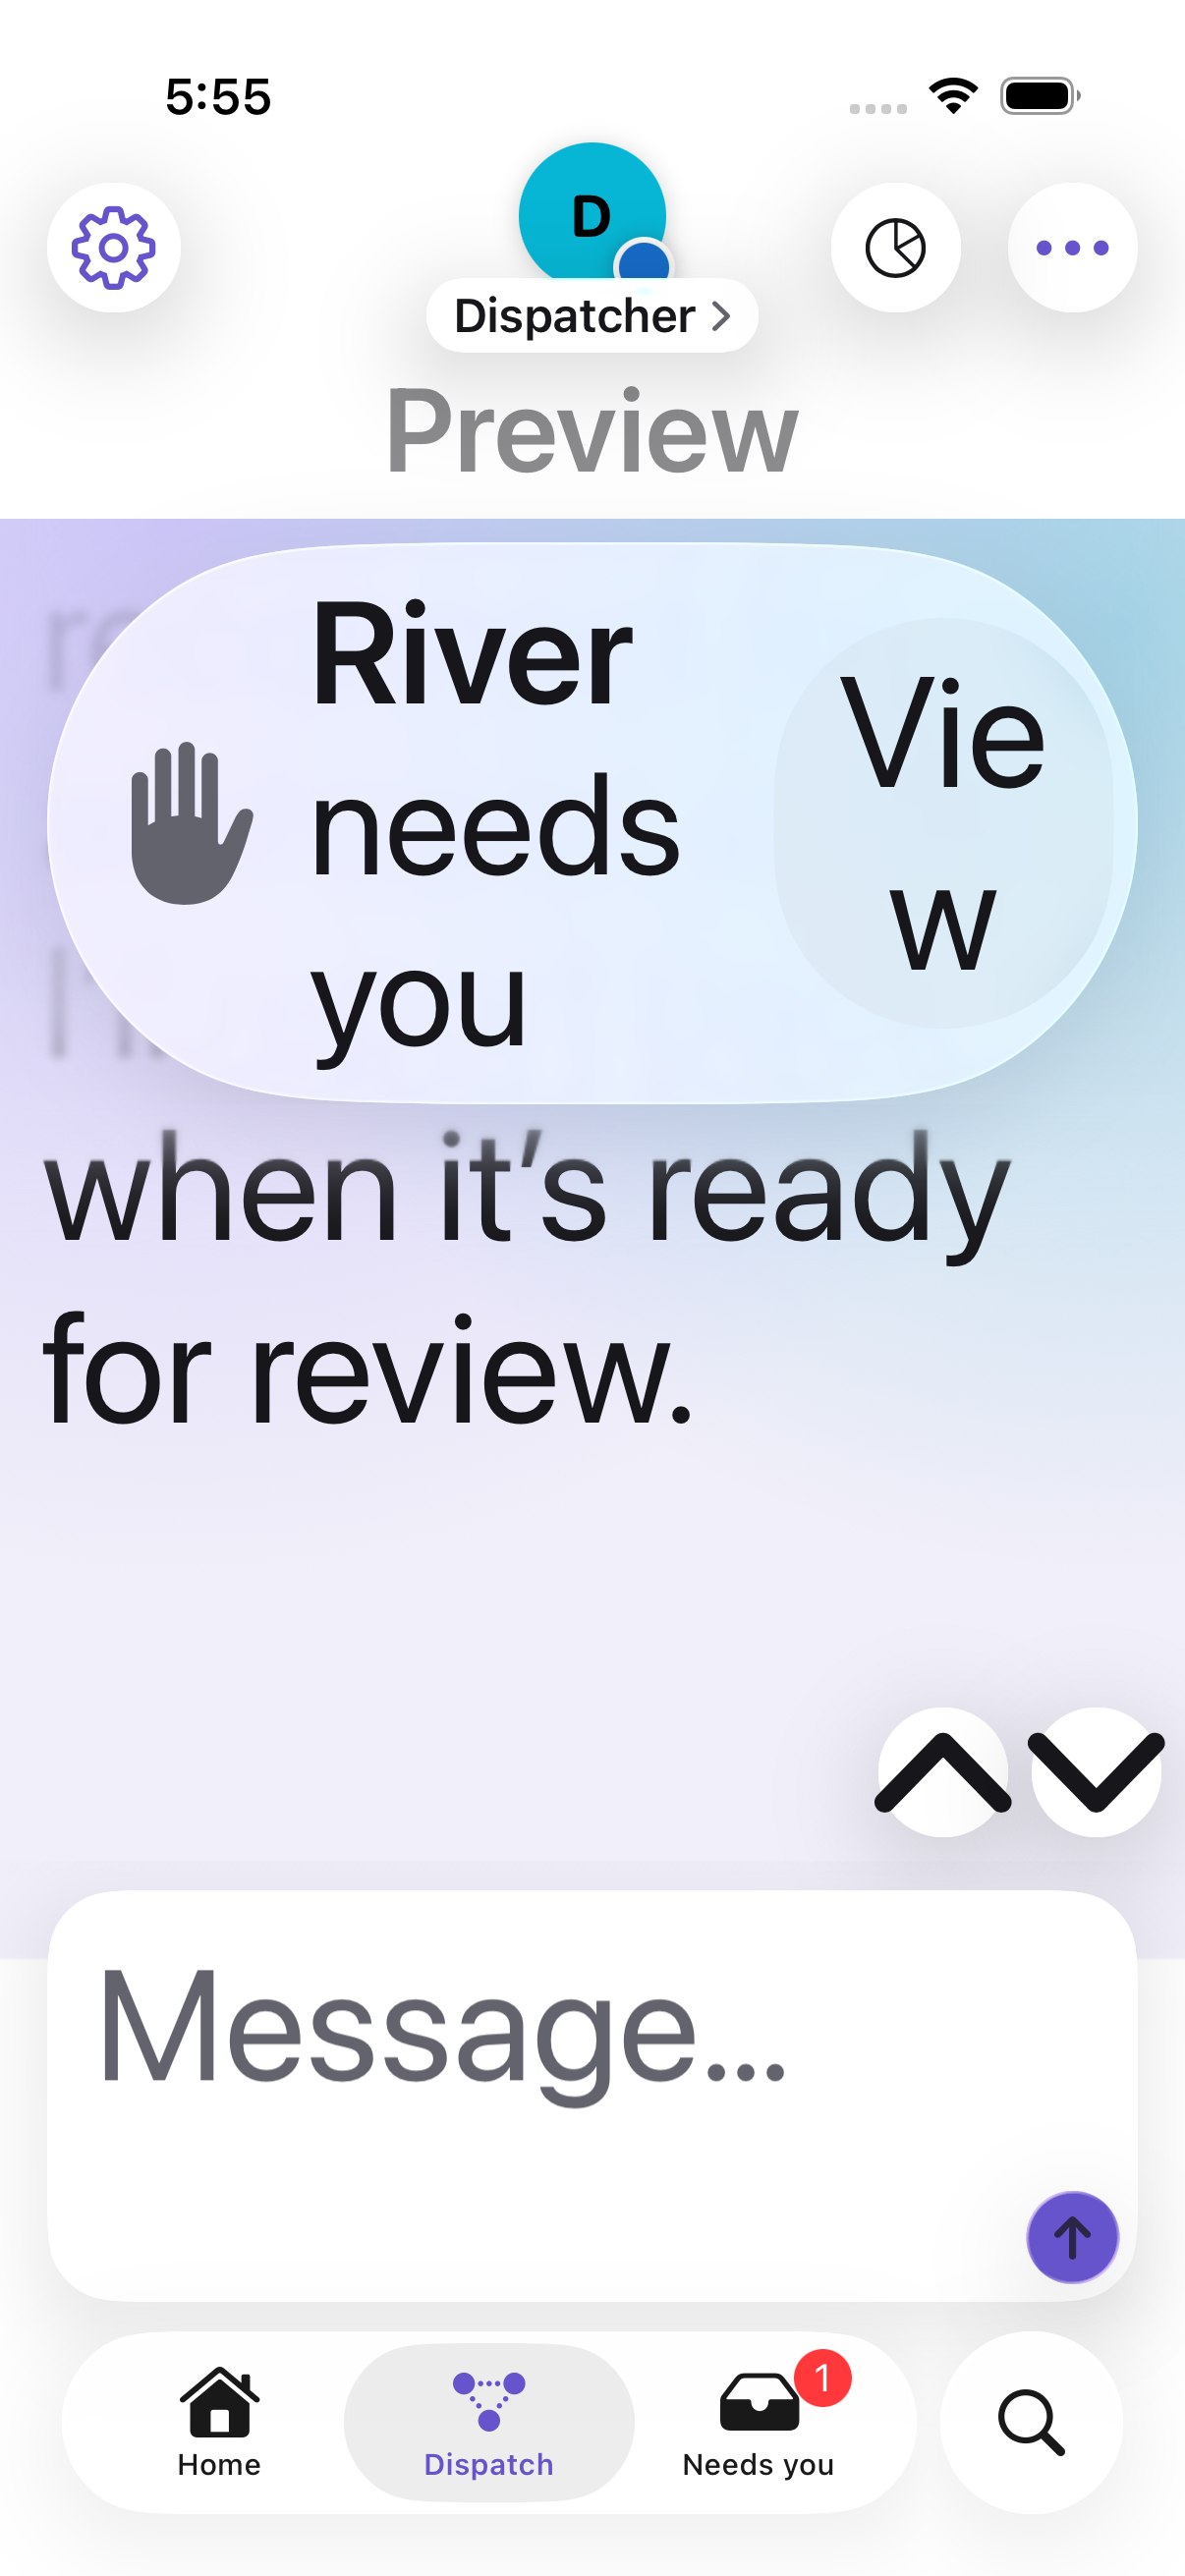 5:55
D
Dispatcher
Preview
River
needs
you
Vie
w
when it’s ready
for review.
Message...
1
Home
Dispatch
Needs you